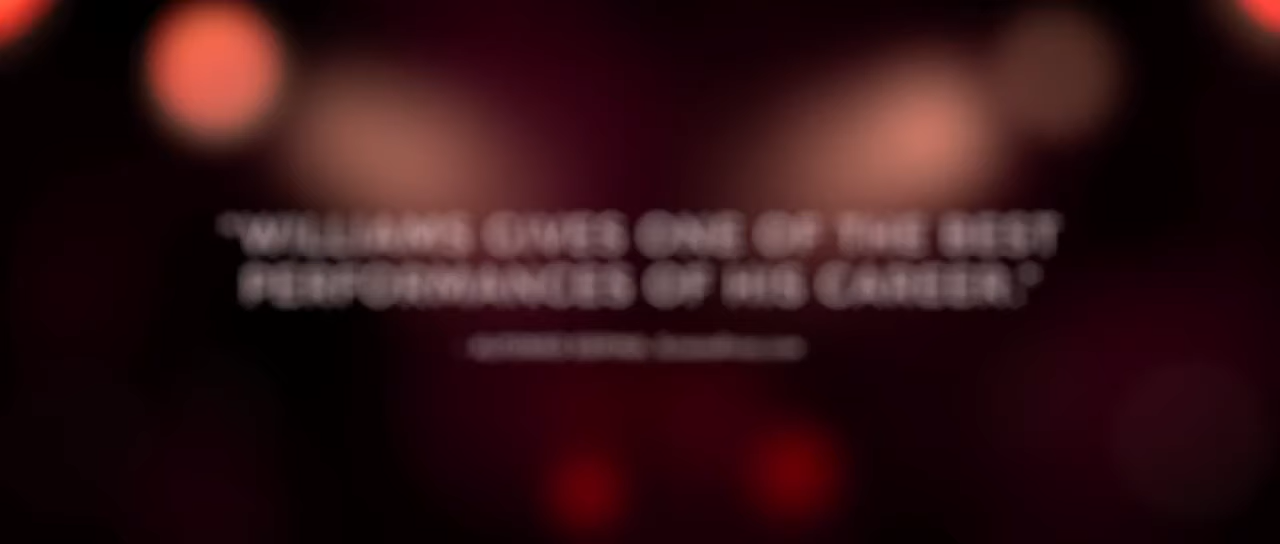 "WILLIAMS GIVES ONE OF THE BEST
PERFORMANCES OF HIS CAREER."